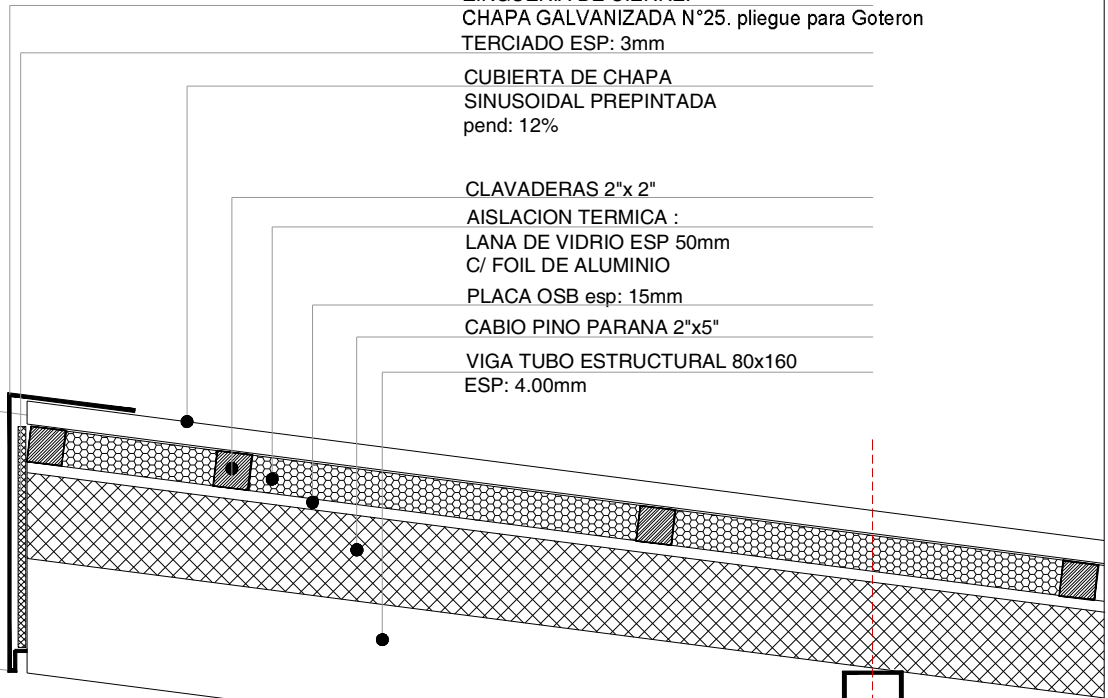 CHAPA GALVANIZADA N°25. pliegue para Goteron
TERCIADO ESP: 3mm
CUBIERTA DE CHAPA
SINUSOIDAL PREPINTADA
pend: 12%
CLAVADERAS 2"x 2"
AISLACION TERMICA :
LANA DE VIDRIO ESP 50mm
C/ FOIL DE ALUMINIO
PLACA OSB esp: 15mm
CABIO PINO PARANA 2"x5"
VIGA TUBO ESTRUCTURAL 80x160
ESP: 4.00mm